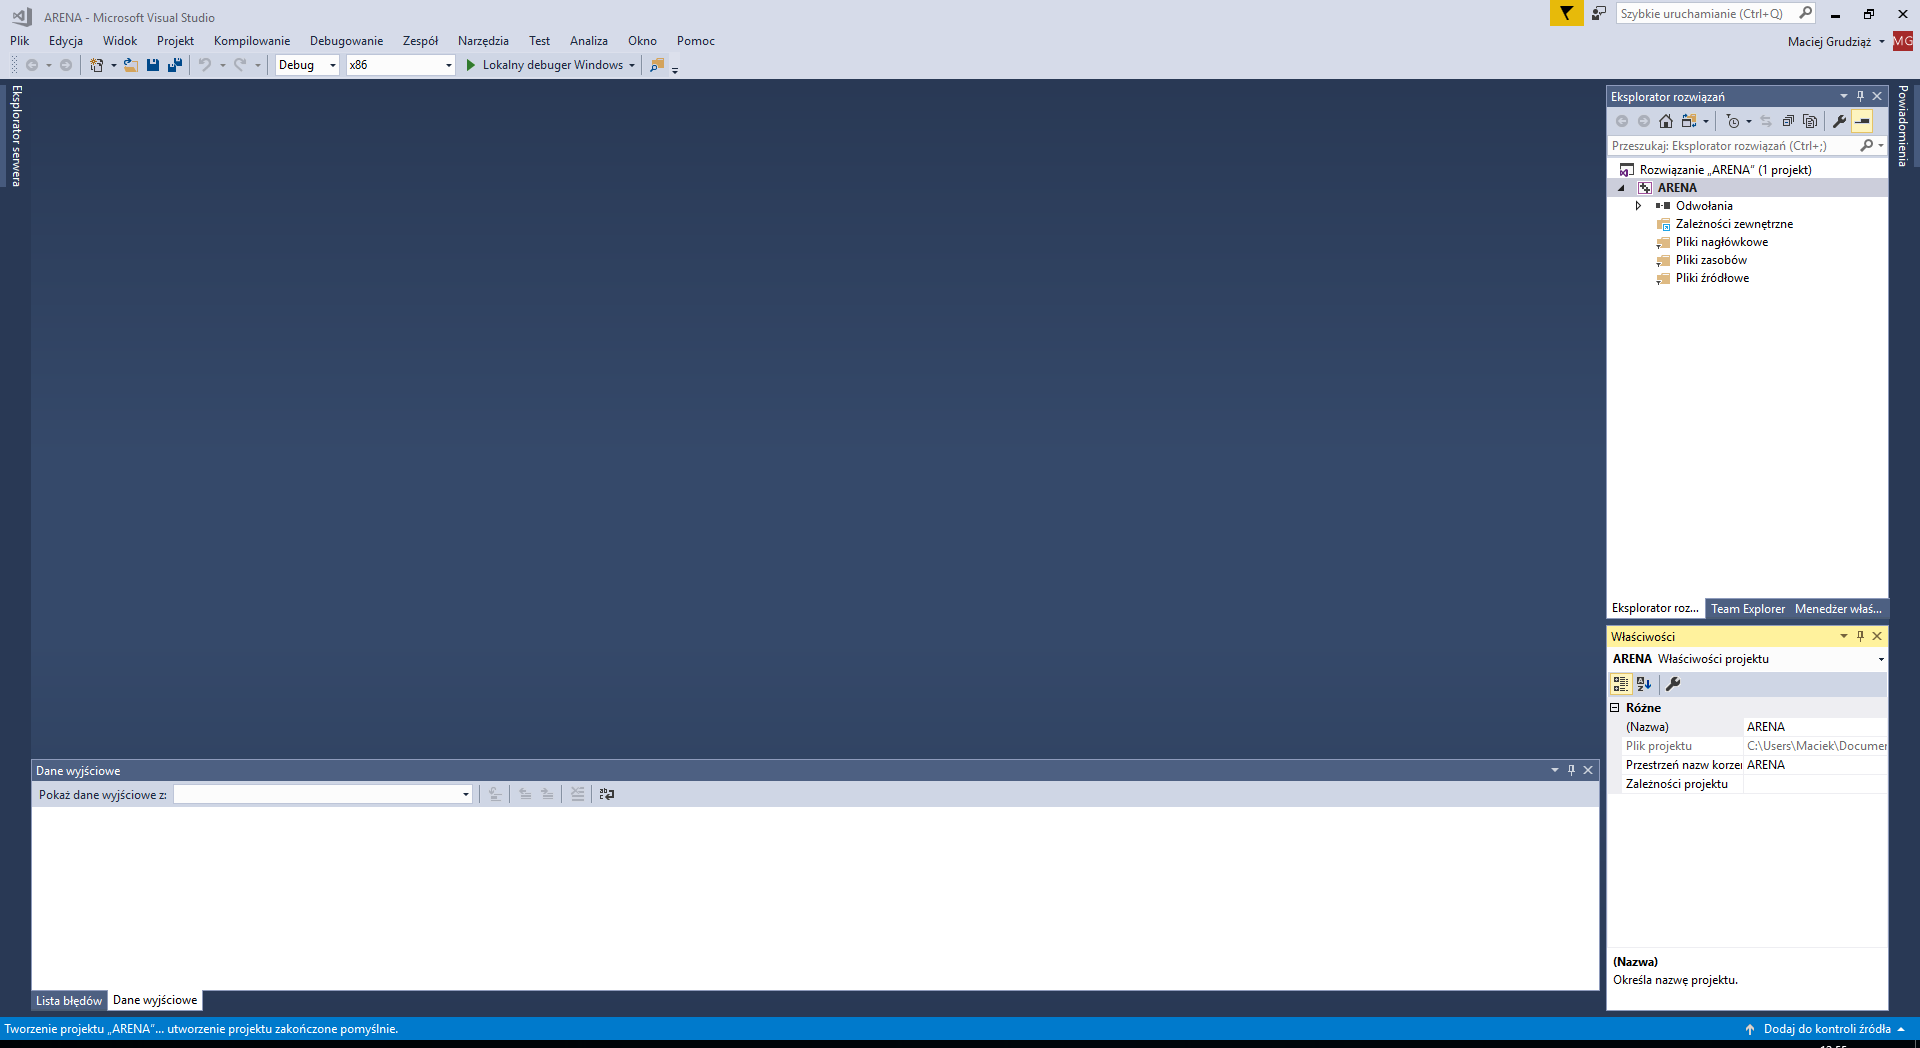 ARENA - Microsoft Visual Studio
Szybkie uruchamianie (Ctrl+Q)
Plik Edycja Widok Projekt Kompilowanie Debugowanie Zespół Narzędzia Test Analiza Okno Pomoc
Maciej Grudziąż MG
Debug x86 Lokalny debuger Windows
Eksplorator serwera
Powiadomienia
Eksplorator rozwiązań
Przeszukaj: Eksplorator rozwiązań (Ctrl+;)
Rozwiązanie „ARENA” (1 projekt)
ARENA
Odwołania
Zależności zewnętrzne
Pliki nagłówkowe
Pliki zasobów
Pliki źródłowe
Eksplorator roz... Team Explorer Menedżer właś...
Właściwości
ARENA Właściwości projektu
Różne
(Nazwa) ARENA
Plik projektu C:\Users\Maciek\Documen
Przestrzeń nazw korzer ARENA
Zależności projektu
(Nazwa)
Określa nazwę projektu.
Dane wyjściowe
Pokaż dane wyjściowe z:
Lista błędów Dane wyjściowe
Tworzenie projektu „ARENA”... utworzenie projektu zakończone pomyślnie.
Dodaj do kontroli źródła